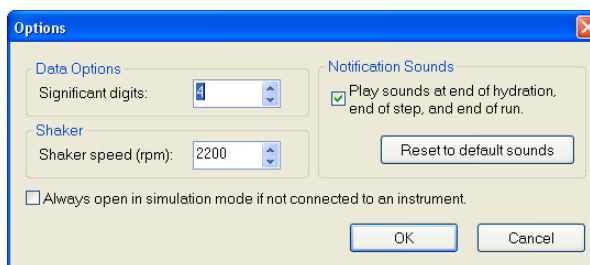 Options
Data Options
Significant digits: 4
Shaker
Shaker speed (rpm): 2200
Notification Sounds
Play sounds at end of hydration,
end of step, and end of run.
Reset to default sounds
Always open in simulation mode if not connected to an instrument.
OK Cancel